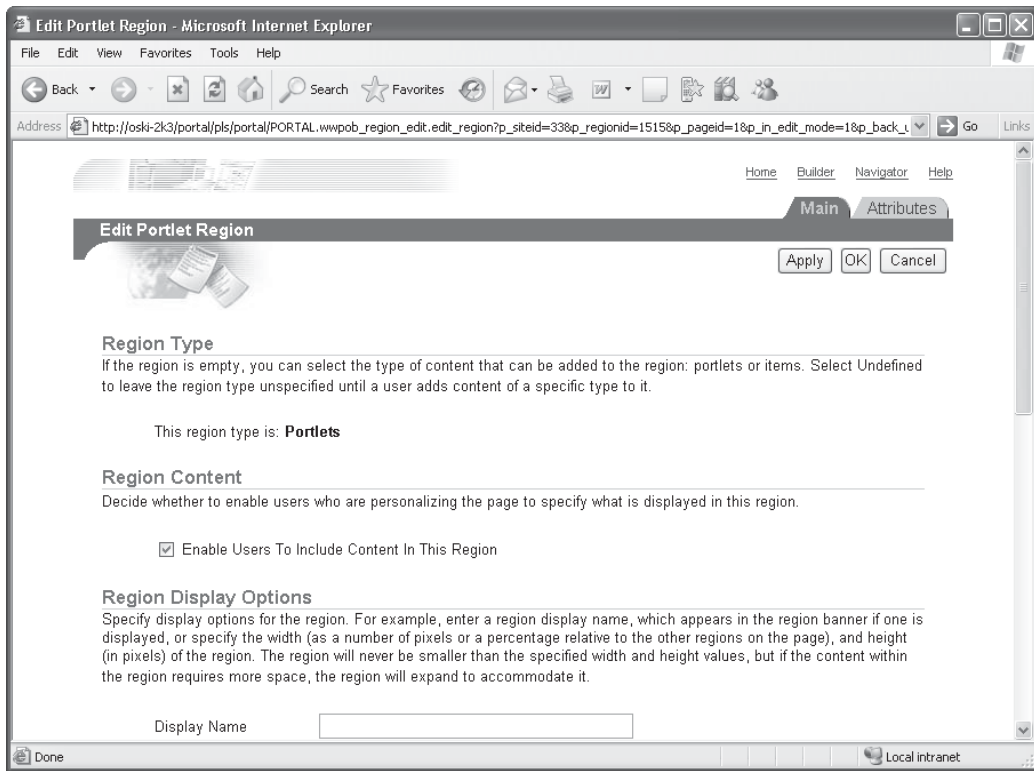 Edit Portlet Region - Microsoft Internet Explorer
File Edit View Favorites Tools Help
Back Search Favorites
Address http://oski-2k3/portal/pls/portal/PORTAL.wwpob_region_edit.edit_region?p_siteid=33&p_regionid=1515&p_pageid=1&p_in_edit_mode=1&p_back_ Go Links
Home Builder Navigator Help
Main Attributes
Edit Portlet Region
Apply OK Cancel
Region Type
If the region is empty, you can select the type of content that can be added to the region: portlets or items. Select Undefined
to leave the region type unspecified until a user adds content of a specific type to it.
This region type is: Portlets
Region Content
Decide whether to enable users who are personalizing the page to specify what is displayed in this region.
Enable Users To Include Content In This Region
Region Display Options
Specify display options for the region. For example, enter a region display name, which appears in the region banner if one is
displayed, or specify the width (as a number of pixels or a percentage relative to the other regions on the page), and height
(in pixels) of the region. The region will never be smaller than the specified width and height values, but if the content within
the region requires more space, the region will expand to accommodate it.
Display Name
Done Local intranet